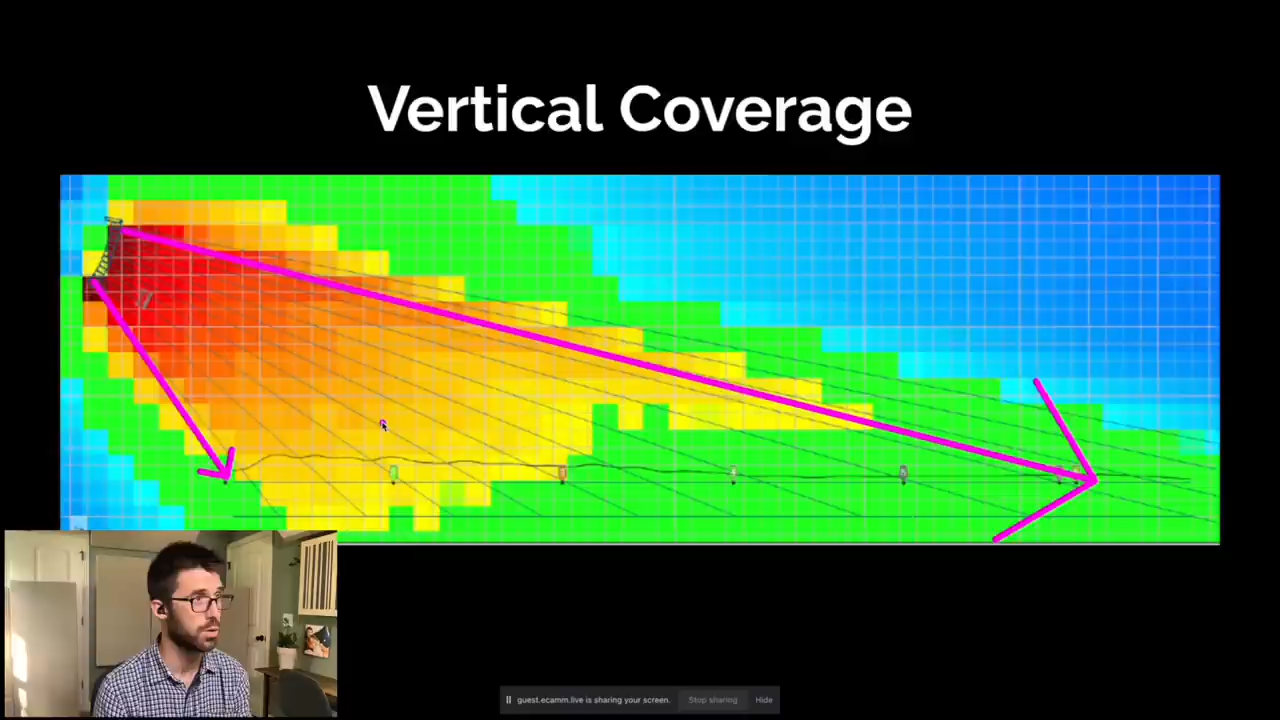 Vertical Coverage
guest.ecamm.live is sharing your screen.
Stop sharing
Hide